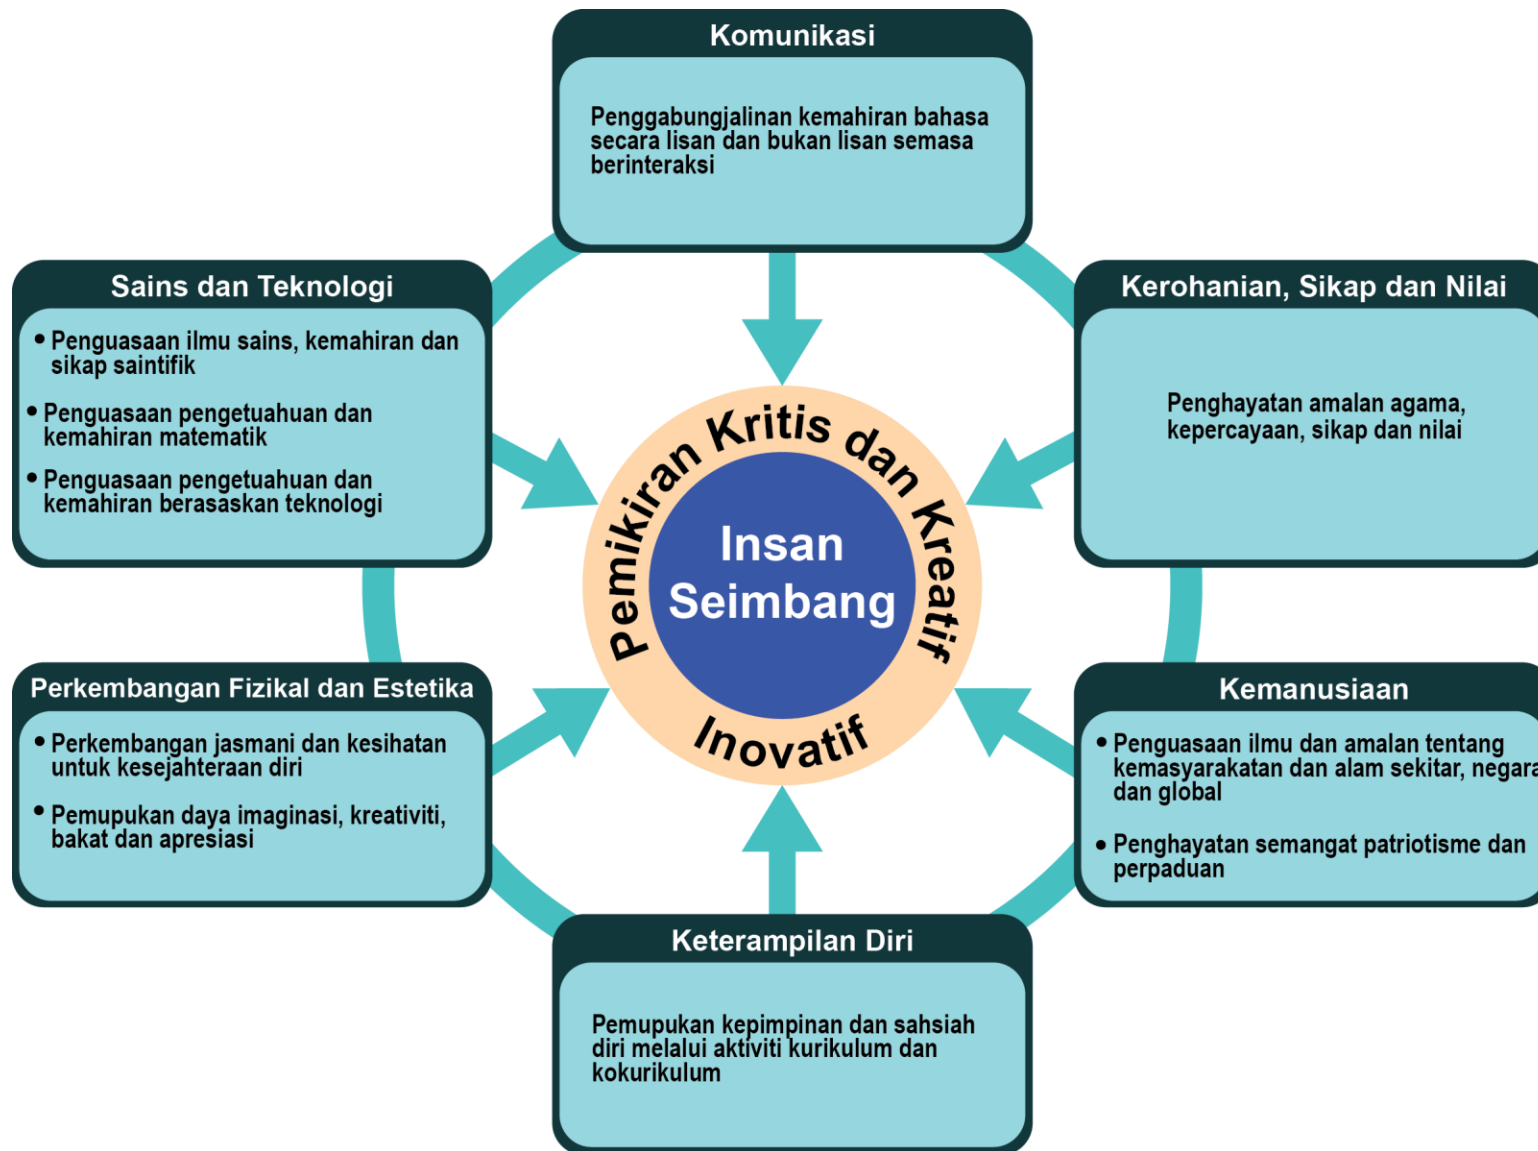 Komunikasi
Penggabungjalinan kemahiran bahasa
secara lisan dan bukan lisan semasa
berinteraksi
Sains dan Teknologi
• Penguasaan ilmu sains, kemahiran dan
sikap saintifik
• Penguasaan pengetuahuan dan
kemahiran matematik
• Penguasaan pengetuahuan dan
kemahiran berasaskan teknologi
Kerohanian, Sikap dan Nilai
Penghayatan amalan agama,
kepercayaan, sikap dan nilai
Pemikiran Kritis dan Kreatif
Insan
Seimbang
Inovatif
Perkembangan Fizikal dan Estetika
• Perkembangan jasmani dan kesihatan
untuk kesejahteraan diri
• Pemupukan daya imaginasi, kreativiti,
bakat dan apresiasi
Kemanusiaan
• Penguasaan ilmu dan amalan tentang
kemasyarakatan dan alam sekitar, negara
dan global
• Penghayatan semangat patriotisme dan
perpaduan
Keterampilan Diri
Pemupukan kepimpinan dan sahsiah
diri melalui aktiviti kurikulum dan
kokurikulum